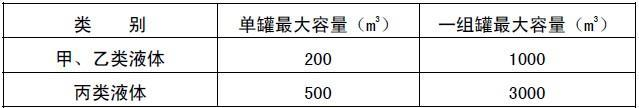 类 别 单罐最大容量（m³） 一组罐最大容量（m³）
甲、乙类液体 200 1000
丙类液体 500 3000